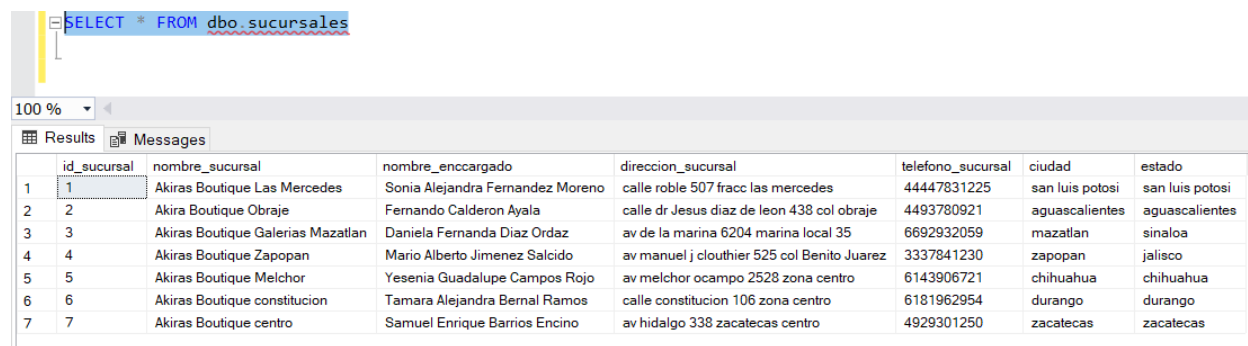 SELECT * FROM dbo.sucursales
100 %
Results Messages
id_sucursal nombre_sucursal nombre_enccargado direccion_sucursal telefono_sucursal ciudad estado
1 1 Akiras Boutique Las Mercedes Sonia Alejandra Fernandez Moreno calle roble 507 fracc las mercedes 44447831225 san luis potosi san luis potosi
2 2 Akira Boutique Obraje Fernando Calderon Ayala calle dr Jesus diaz de leon 438 col obraje 4493780921 aguascalientes aguascalientes
3 3 Akiras Boutique Galerias Mazatlan Daniela Fernanda Diaz Ordaz av de la marina 6204 marina local 35 6692932059 mazatlan sinaloa
4 4 Akiras Boutique Zapopan Mario Alberto Jimenez Salcido av manuel j clouthier 525 col Benito Juarez 3337841230 zapopan jalisco
5 5 Akiras Boutique Melchor Yesenia Guadalupe Campos Rojo av melchor ocampo 2528 zona centro 6143906721 chihuahua chihuahua
6 6 Akiras Boutique constitucion Tamara Alejandra Bernal Ramos calle constitucion 106 zona centro 6181962954 durango durango
7 7 Akiras Boutique centro Samuel Enrique Barrios Encino av hidalgo 338 zacatecas centro 4929301250 zacatecas zacatecas